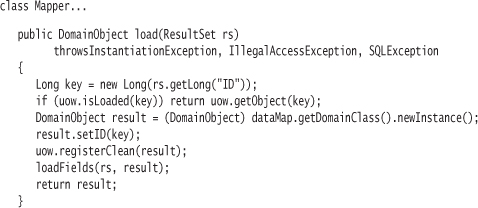 class Mapper...
public DomainObject load(ResultSet rs)
throwsInstantiationException, IllegalAccessException, SQLException
{
Long key = new Long(rs.getLong("ID"));
if (uow.isLoaded(key)) return uow.getObject(key);
DomainObject result = (DomainObject) dataMap.getDomainClass().newInstance();
result.setID(key);
uow.registerClean(result);
loadFields(rs, result);
return result;
}